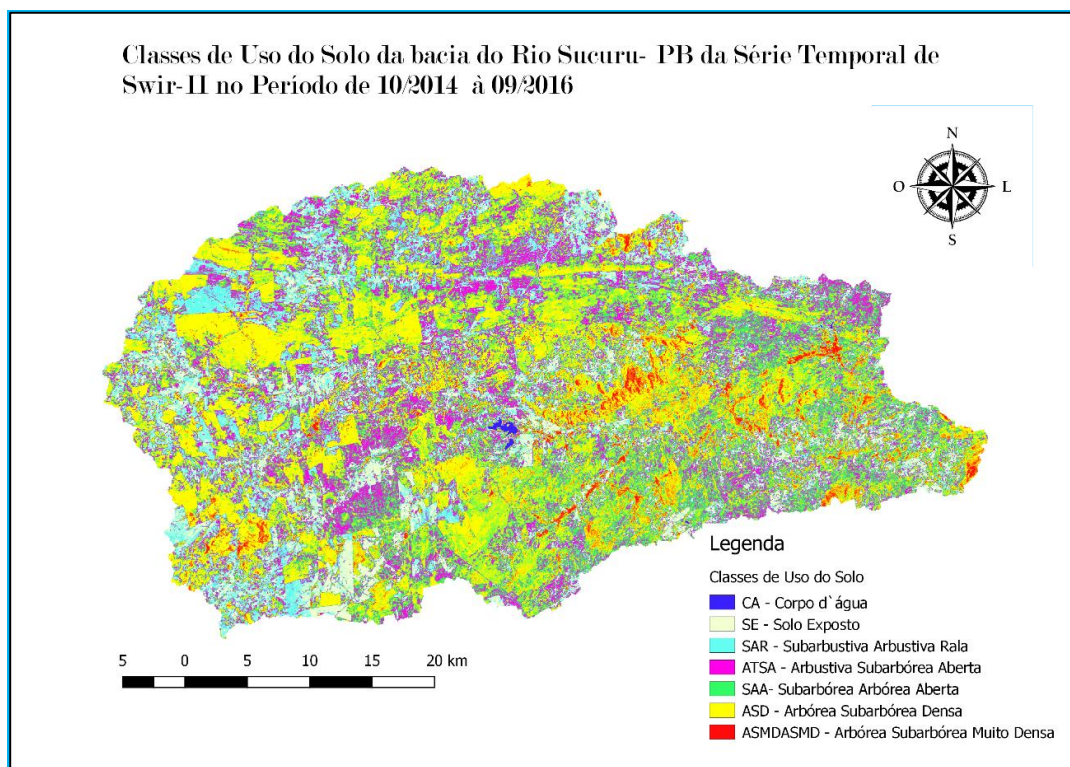 Classes de Uso do Solo da bacia do Rio Sucuru- PB da Série Temporal de
Swir-II no Período de 10/2014 à 09/2016
N
O L
S
Legenda
Classes de Uso do Solo
CA - Corpo d`água
SE - Solo Exposto
SAR - Subarbustiva Arbustiva Rala
ATSA - Arbustiva Subarbórea Aberta
SAA- Subarbórea Arbórea Aberta
ASD - Arbórea Subarbórea Densa
ASMDASMD - Arbórea Subarbórea Muito Densa
5 0 5 10 15 20 km